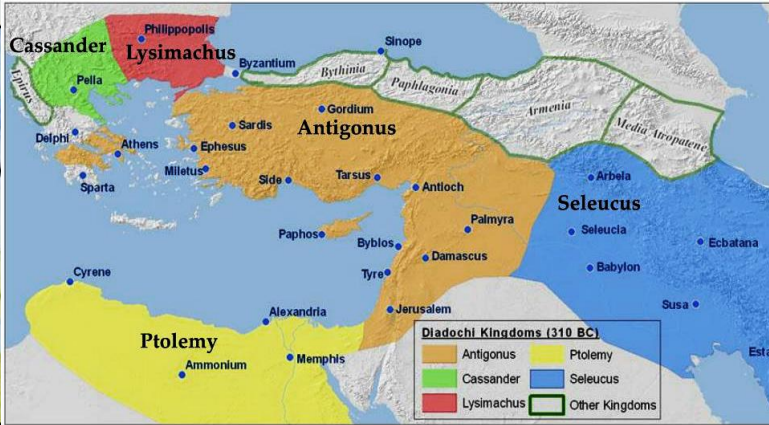 Philippopolis
Cassander
Lysimachus
Sinope
Byzantium
Bythinia
Paphlagonia
Epirus
Pella
Gordium
Armenia
Antigonus
Sardis
Media Atropatene
Delphi
Athens
Ephesus
Miletus
Sparta
Side
Tarsus
Antioch
Arbela
Seleucus
Palmyra
Seleucia
Paphos
Byblos
Ecbatana
Damascus
Babylon
Tyre
Cyrene
Susa
Alexandria
Jerusalem
Ptolemy
Diadochi Kingdoms (310 BC)
Antigonus
Ptolemy
Cassander
Seleucus
Lysimachus
Other Kingdoms
Memphis
Ammonium
Esta